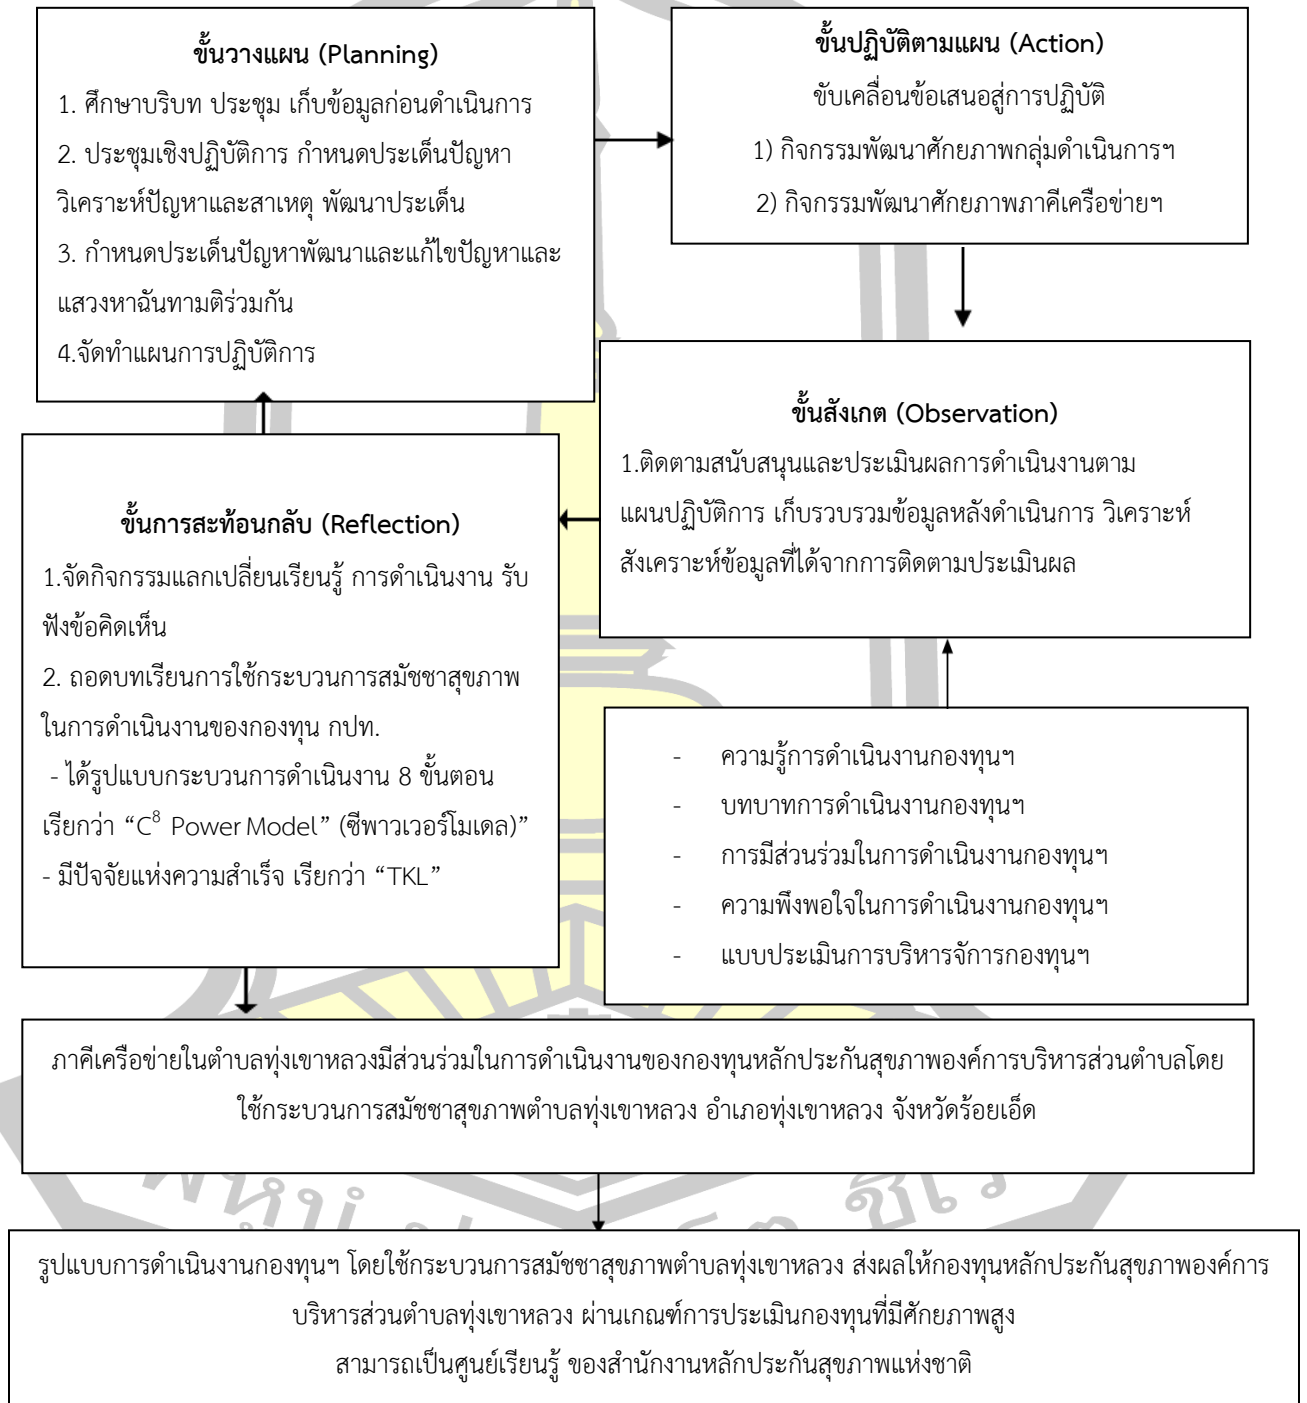 ขั้นวางแผน (Planning)
1. ศึกษาบริบท ประชุม เก็บข้อมูลก่อนดำเนินการ
2. ประชุมเชิงปฏิบัติการ กำหนดประเด็นปัญหา
วิเคราะห์ปัญหาและสาเหตุ พัฒนาประเด็น
3. กำหนดประเด็นปัญหาพัฒนาและแก้ไขปัญหาและ
แสวงหาฉันทามติร่วมกัน
4.จัดทำแผนการปฏิบัติการ
ขั้นปฏิบัติตามแผน (Action)
ขับเคลื่อนข้อเสนอสู่การปฏิบัติ
1) กิจกรรมพัฒนาศักยภาพกลุ่มดำเนินการฯ
2) กิจกรรมพัฒนาศักยภาพภาคีเครือข่ายฯ
ขั้นสังเกต (Observation)
1.ติดตามสนับสนุนและประเมินผลการดำเนินงานตาม
แผนปฏิบัติการ เก็บรวบรวมข้อมูลหลังดำเนินการ วิเคราะห์
สังเคราะห์ข้อมูลที่ได้จากการติดตามประเมินผล
ขั้นการสะท้อนกลับ (Reflection)
1.จัดกิจกรรมแลกเปลี่ยนเรียนรู้ การดำเนินงาน รับ
ฟังข้อคิดเห็น
2. ถอดบทเรียนการใช้กระบวนการสมัชชาสุขภาพ
ในการดำเนินงานของกองทุน กปท.
- ได้รูปแบบกระบวนการดำเนินงาน 8 ขั้นตอน
เรียกว่า “C⁸ Power Model” (ซีพาวเวอร์โมเดล)”
- มีปัจจัยแห่งความสำเร็จ เรียกว่า “TKL”
- ความรู้การดำเนินงานกองทุนฯ
- บทบาทการดำเนินงานกองทุนฯ
- การมีส่วนร่วมในการดำเนินงานกองทุนฯ
- ความพึงพอใจในการดำเนินงานกองทุนฯ
- แบบประเมินการบริหารจัการกองทุนฯ
ภาคีเครือข่ายในตำบลทุ่งเขาหลวงมีส่วนร่วมในการดำเนินงานของกองทุนหลักประกันสุขภาพองค์การบริหารส่วนตำบลโดย
ใช้กระบวนการสมัชชาสุขภาพตำบลทุ่งเขาหลวง อำเภอทุ่งเขาหลวง จังหวัดร้อยเอ็ด
รูปแบบการดำเนินงานกองทุนฯ โดยใช้กระบวนการสมัชชาสุขภาพตำบลทุ่งเขาหลวง ส่งผลให้กองทุนหลักประกันสุขภาพองค์การ
บริหารส่วนตำบลทุ่งเขาหลวง ผ่านเกณฑ์การประเมินกองทุนที่มีศักยภาพสูง
สามารถเป็นศูนย์เรียนรู้ ของสำนักงานหลักประกันสุขภาพแห่งชาติ